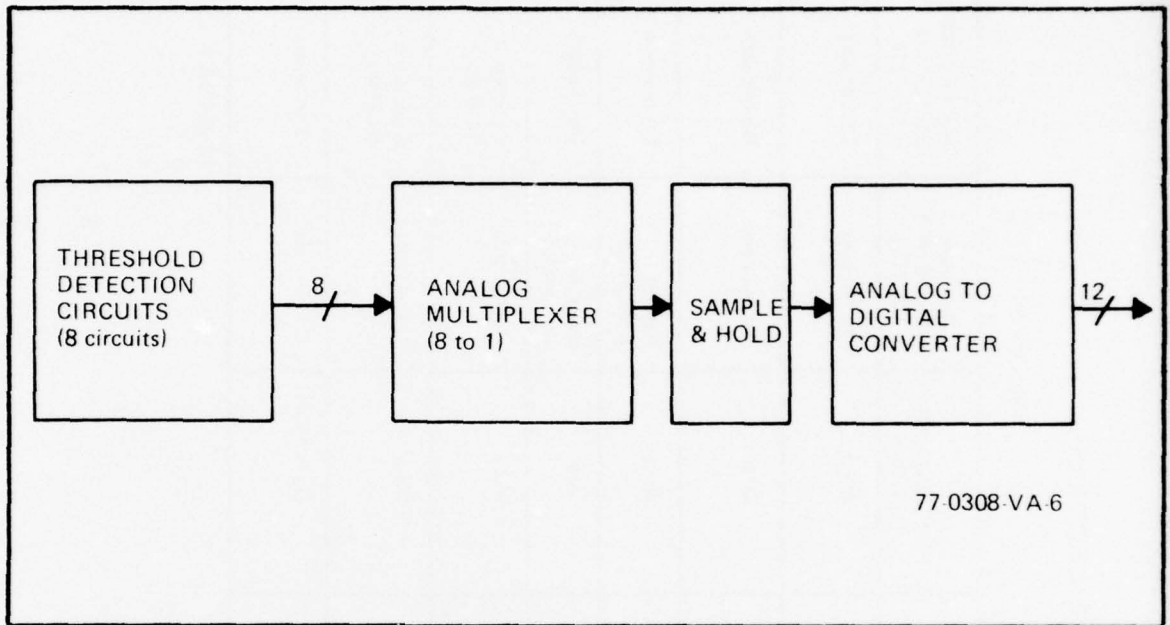 THRESHOLD
DETECTION
CIRCUITS
(8 circuits)
8
ANALOG
MULTIPLEXER
(8 to 1)
SAMPLE
& HOLD
ANALOG TO
DIGITAL
CONVERTER
12
77-0308-VA-6